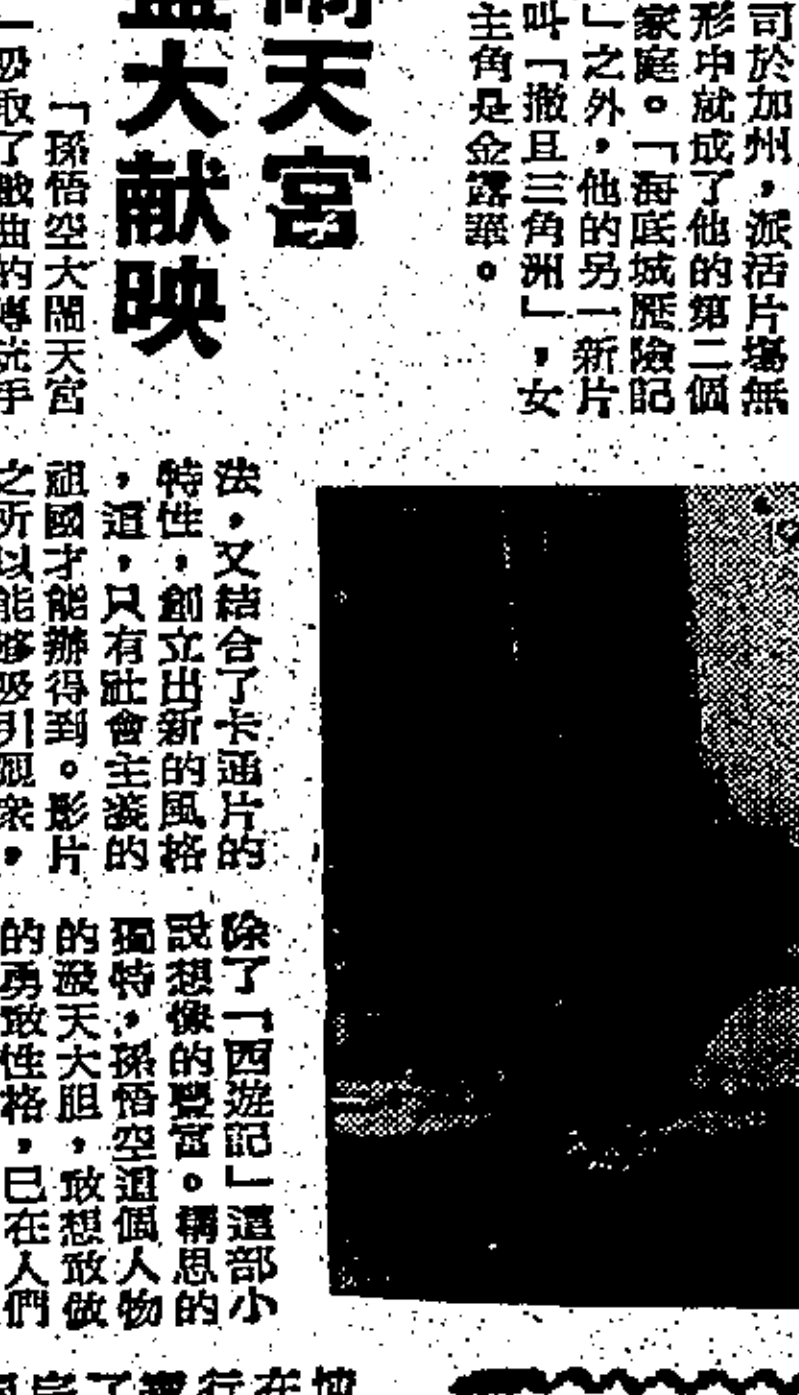 司於加州，派活片場無
形中就成了他的第二個
家庭。「海底城歷險記
」之外，他的另一新片
叫「撒旦三角洲」，女
主角是金露華。
鬧天宮
盛大献映
「孫悟空大鬧天宮
」吸取了戲曲的傳統手
法，又結合了卡通片的
特性，創立出新的風格
，這，只有社會主義的
祖國才能辦得到。影片
之所以能够吸引觀衆，
除了「西遊記」這部小
說想像的豐富。構思的
獨特，孫悟空這個人物
的潑天大胆，敢想敢做
的勇敢性格，已在人們